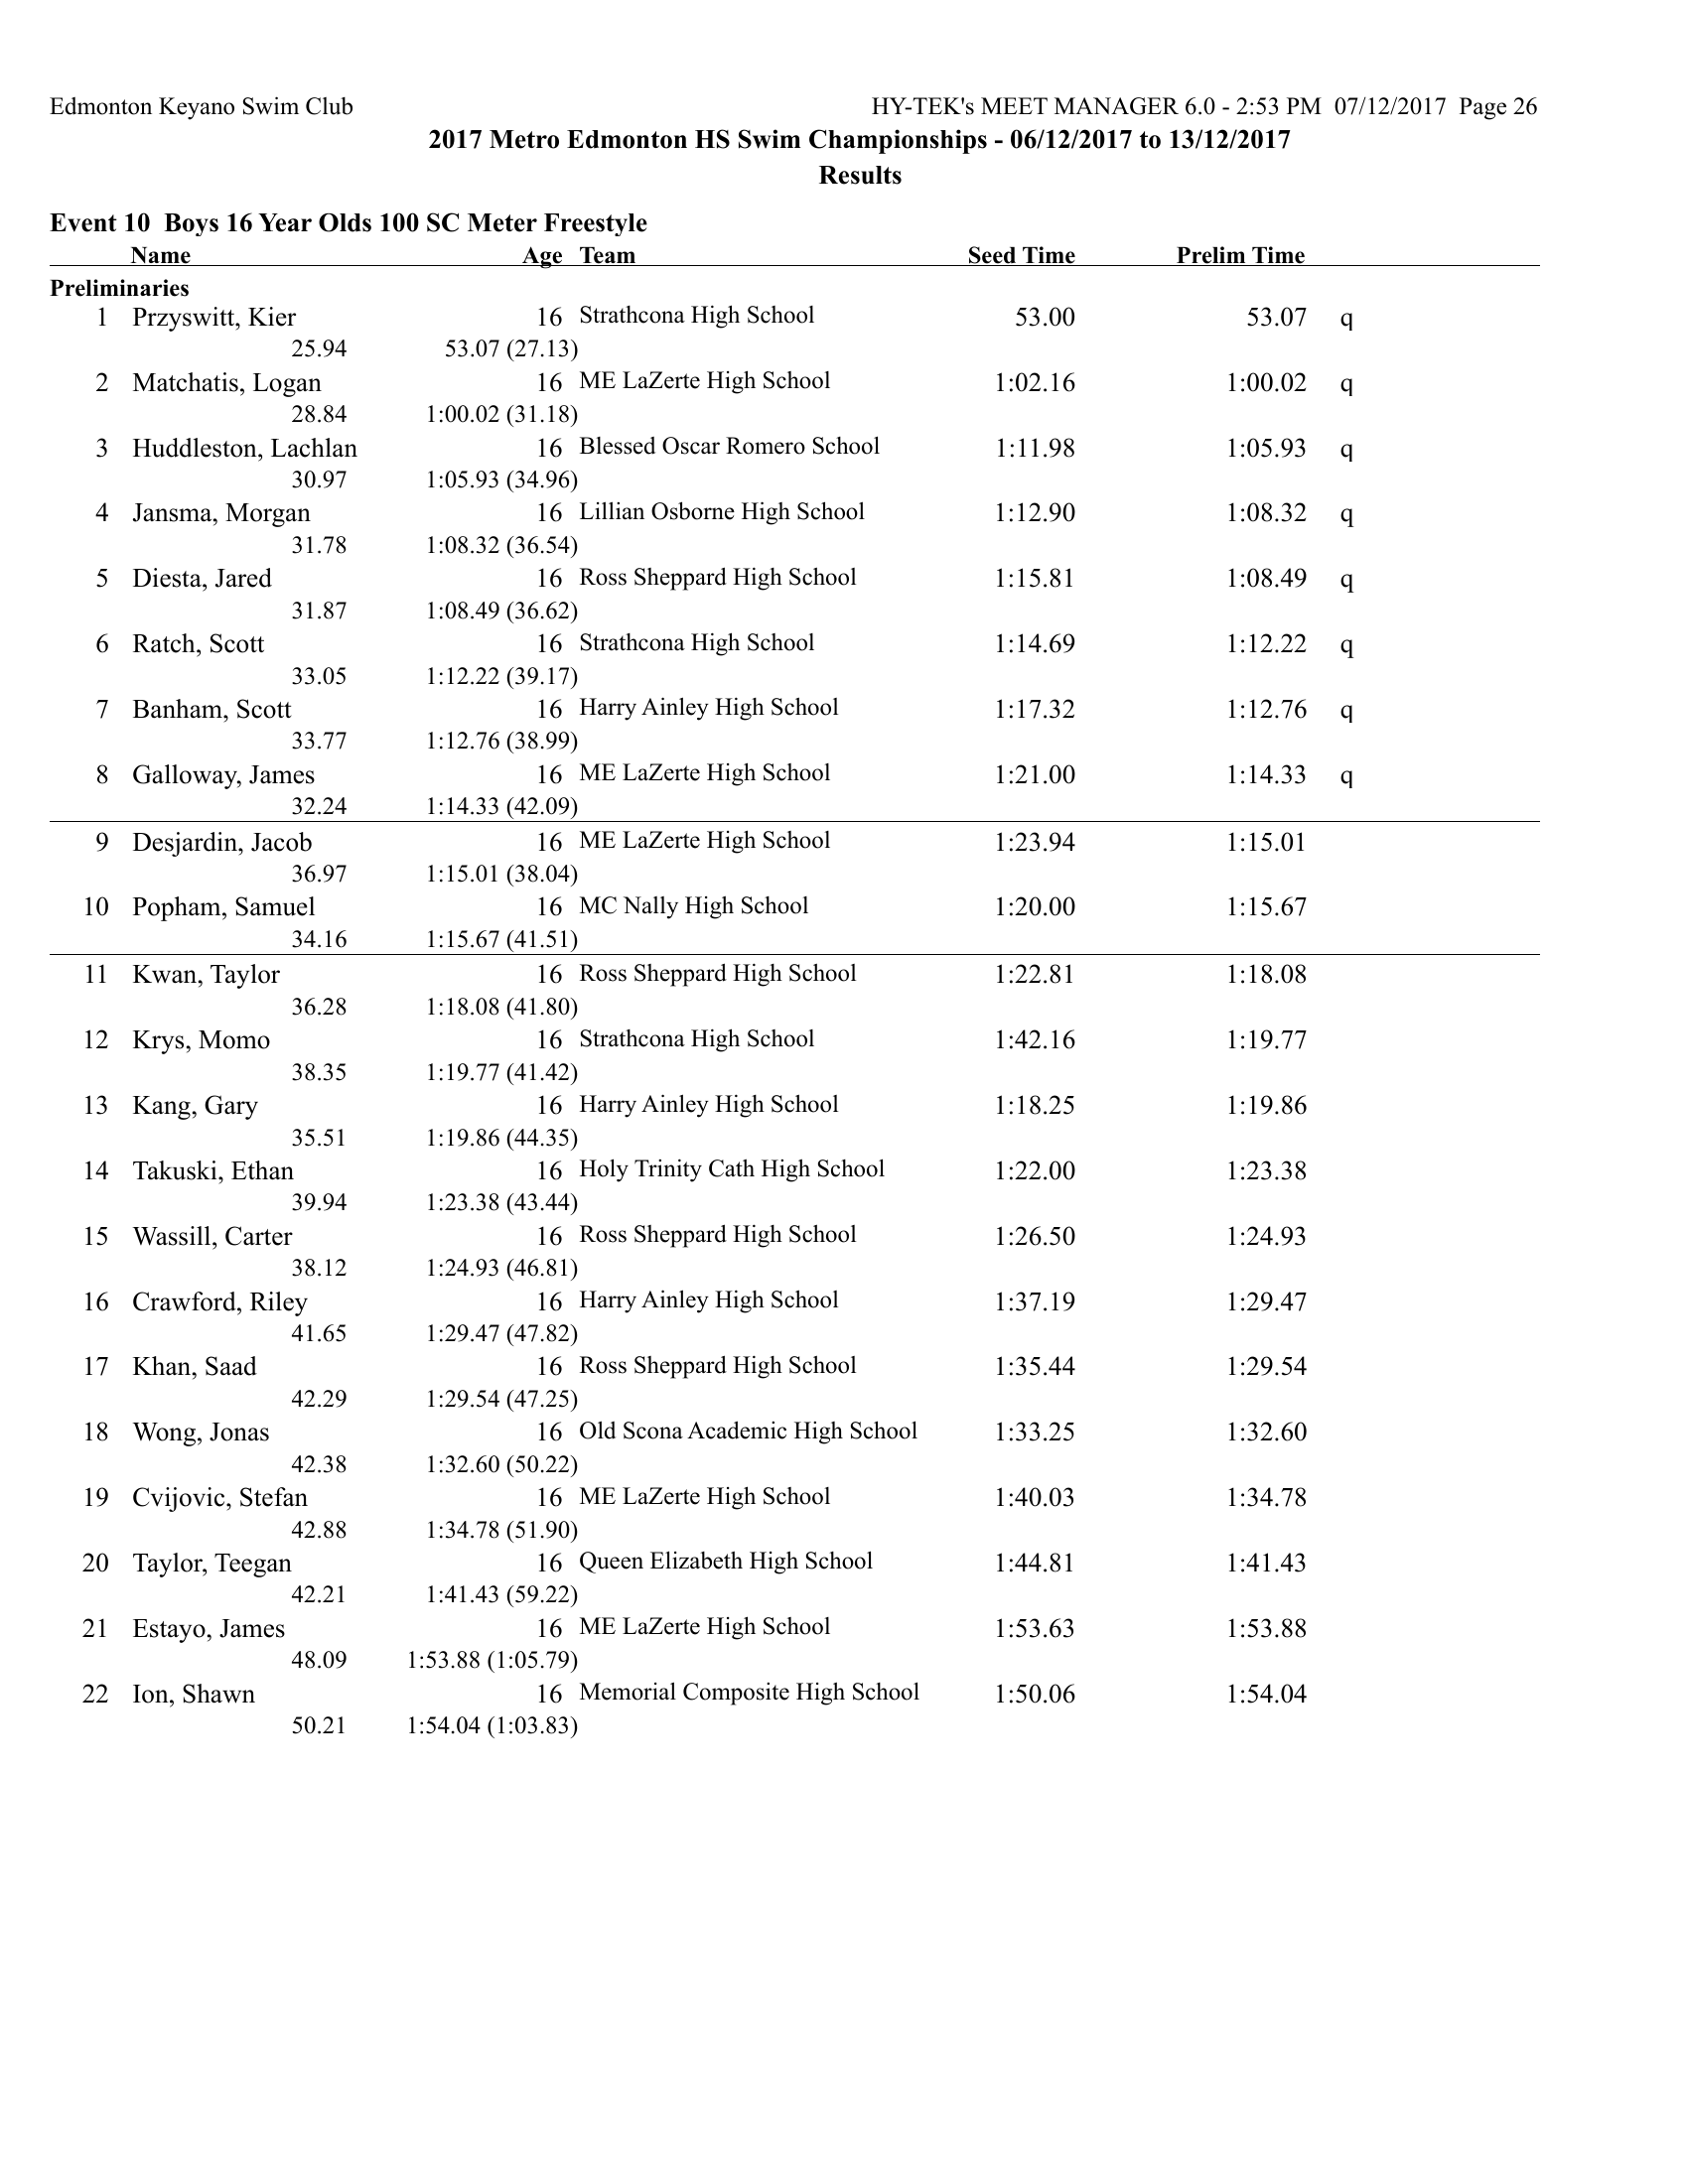 Edmonton Keyano Swim Club HY-TEK's MEET MANAGER 6.0 - 2:53 PM 07/12/2017 Page 26
2017 Metro Edmonton HS Swim Championships - 06/12/2017 to 13/12/2017
Results
Event 10 Boys 16 Year Olds 100 SC Meter Freestyle
Name Age Team Seed Time Prelim Time
Preliminaries
1 Przyswitt, Kier 16 Strathcona High School 53.00 53.07 q
25.94 53.07 (27.13)
2 Matchatis, Logan 16 ME LaZerte High School 1:02.16 1:00.02 q
28.84 1:00.02 (31.18)
3 Huddleston, Lachlan 16 Blessed Oscar Romero School 1:11.98 1:05.93 q
30.97 1:05.93 (34.96)
4 Jansma, Morgan 16 Lillian Osborne High School 1:12.90 1:08.32 q
31.78 1:08.32 (36.54)
5 Diesta, Jared 16 Ross Sheppard High School 1:15.81 1:08.49 q
31.87 1:08.49 (36.62)
6 Ratch, Scott 16 Strathcona High School 1:14.69 1:12.22 q
33.05 1:12.22 (39.17)
7 Banham, Scott 16 Harry Ainley High School 1:17.32 1:12.76 q
33.77 1:12.76 (38.99)
8 Galloway, James 16 ME LaZerte High School 1:21.00 1:14.33 q
32.24 1:14.33 (42.09)
9 Desjardin, Jacob 16 ME LaZerte High School 1:23.94 1:15.01
36.97 1:15.01 (38.04)
10 Popham, Samuel 16 MC Nally High School 1:20.00 1:15.67
34.16 1:15.67 (41.51)
11 Kwan, Taylor 16 Ross Sheppard High School 1:22.81 1:18.08
36.28 1:18.08 (41.80)
12 Krys, Momo 16 Strathcona High School 1:42.16 1:19.77
38.35 1:19.77 (41.42)
13 Kang, Gary 16 Harry Ainley High School 1:18.25 1:19.86
35.51 1:19.86 (44.35)
14 Takuski, Ethan 16 Holy Trinity Cath High School 1:22.00 1:23.38
39.94 1:23.38 (43.44)
15 Wassill, Carter 16 Ross Sheppard High School 1:26.50 1:24.93
38.12 1:24.93 (46.81)
16 Crawford, Riley 16 Harry Ainley High School 1:37.19 1:29.47
41.65 1:29.47 (47.82)
17 Khan, Saad 16 Ross Sheppard High School 1:35.44 1:29.54
42.29 1:29.54 (47.25)
18 Wong, Jonas 16 Old Scona Academic High School 1:33.25 1:32.60
42.38 1:32.60 (50.22)
19 Cvijovic, Stefan 16 ME LaZerte High School 1:40.03 1:34.78
42.88 1:34.78 (51.90)
20 Taylor, Teegan 16 Queen Elizabeth High School 1:44.81 1:41.43
42.21 1:41.43 (59.22)
21 Estayo, James 16 ME LaZerte High School 1:53.63 1:53.88
48.09 1:53.88 (1:05.79)
22 Ion, Shawn 16 Memorial Composite High School 1:50.06 1:54.04
50.21 1:54.04 (1:03.83)